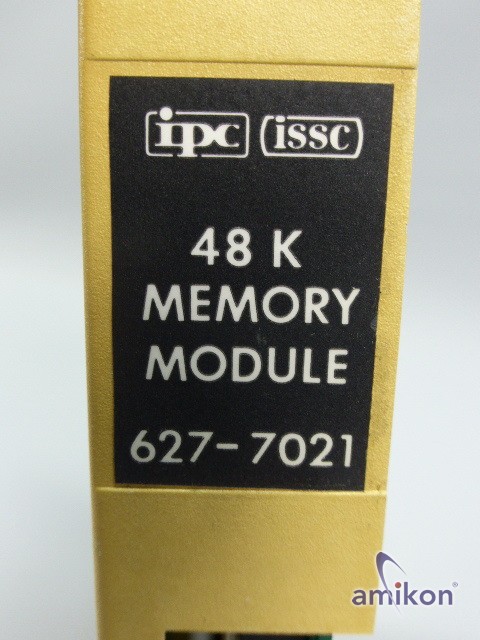 ipc issc
48 K
MEMORY
MODULE
627-7021
amikon®